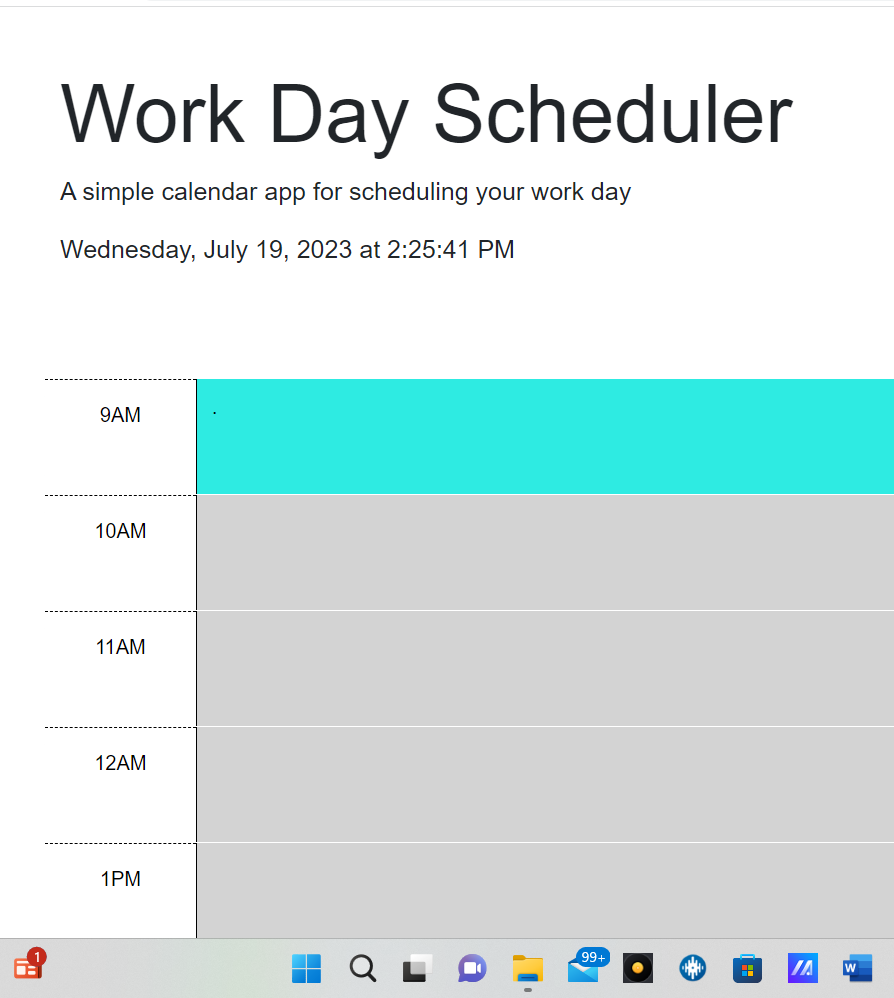 Work Day Scheduler
A simple calendar app for scheduling your work day
Wednesday, July 19, 2023 at 2:25:41 PM
9AM
.
10AM
11AM
12AM
1PM
1
99+
W